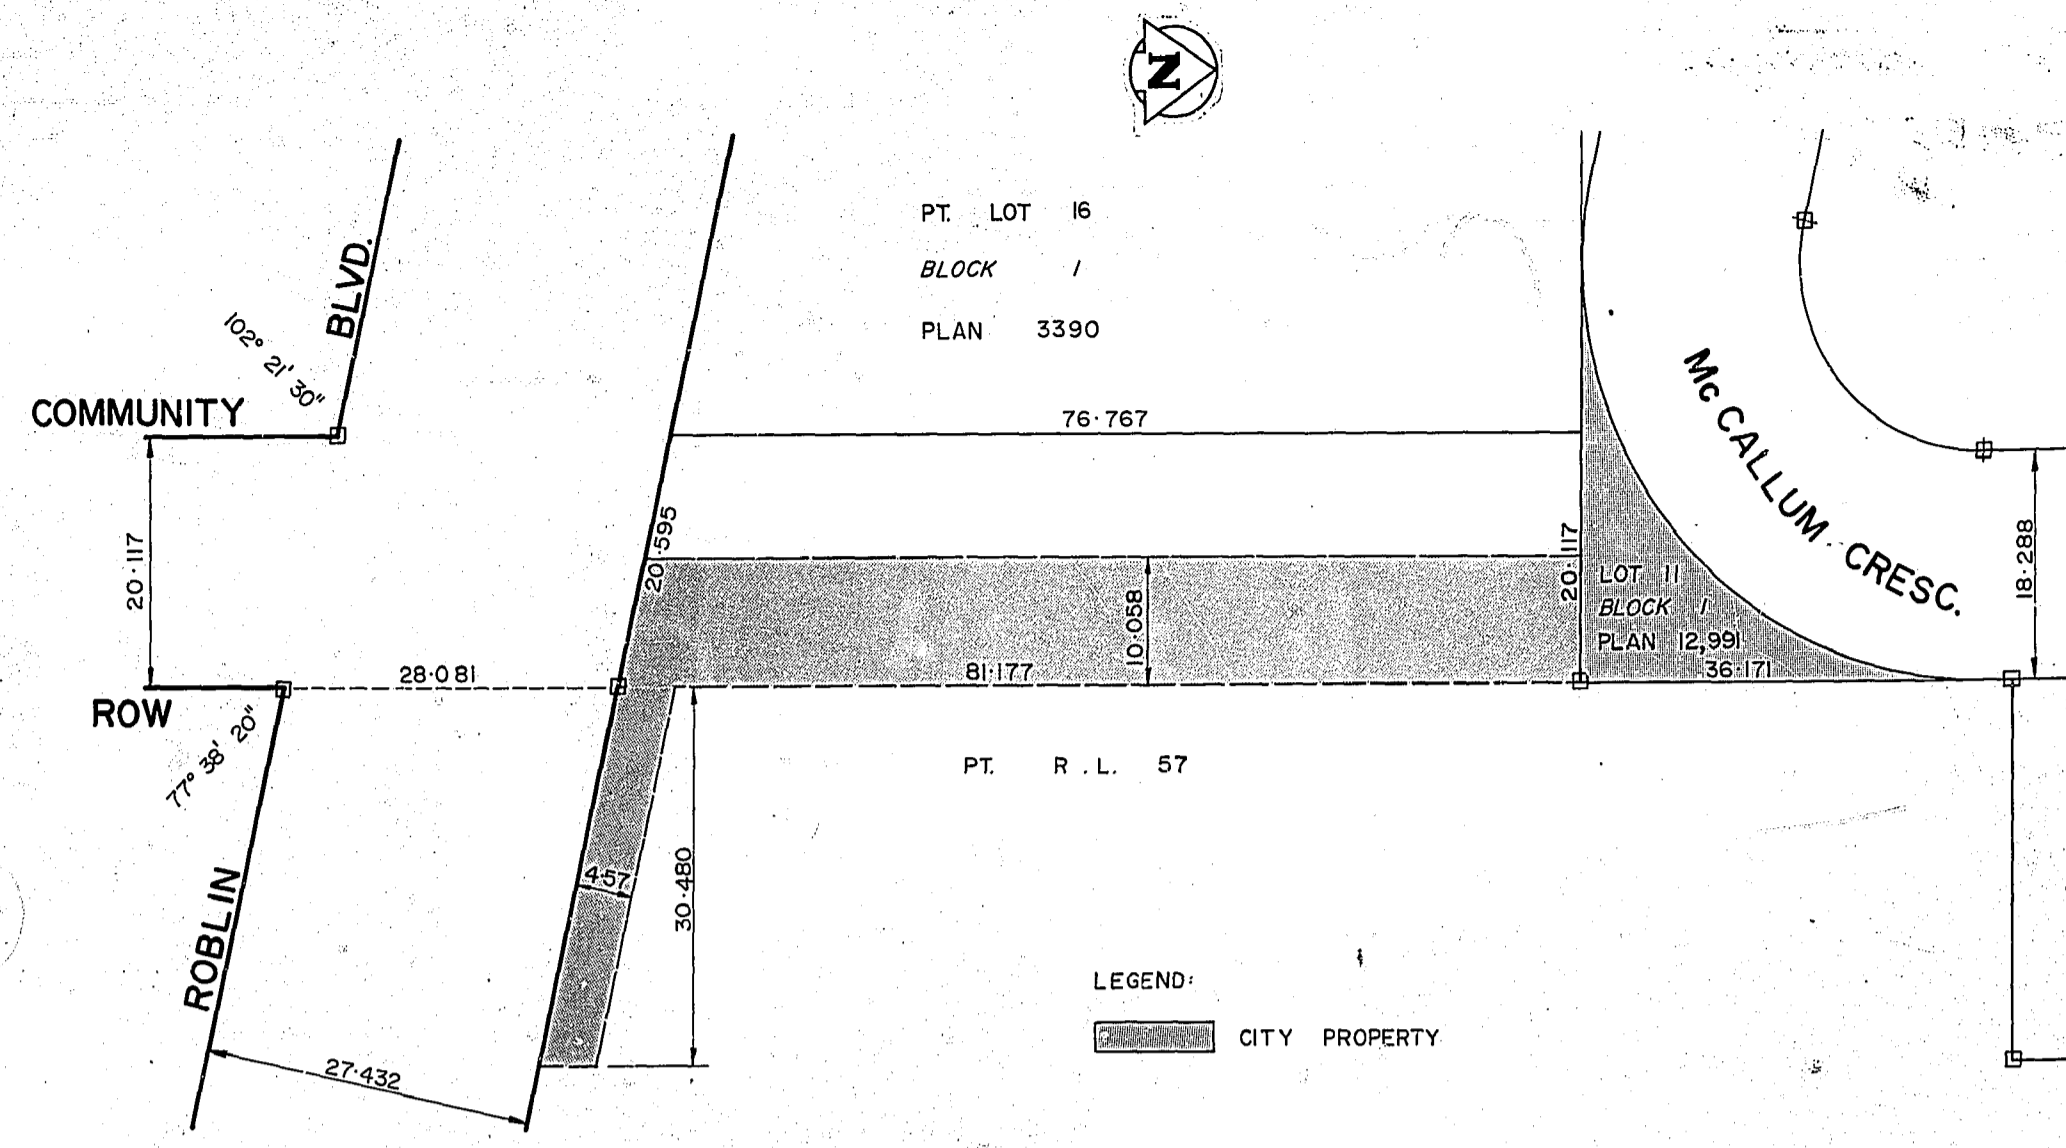 N
PT. LOT 16
BLOCK 1
PLAN 3390
BLVD.
102° 21' 30"
COMMUNITY
76·767
McCALLUM CRESC.
20·117
20·595
10·058
20·117
LOT 11
BLOCK 1
PLAN 12,991
36·171
18·288
28·081
81·177
ROW
77° 38' 20"
PT. R.L. 57
4·57
30·480
ROBLIN
27·432
LEGEND:
CITY PROPERTY